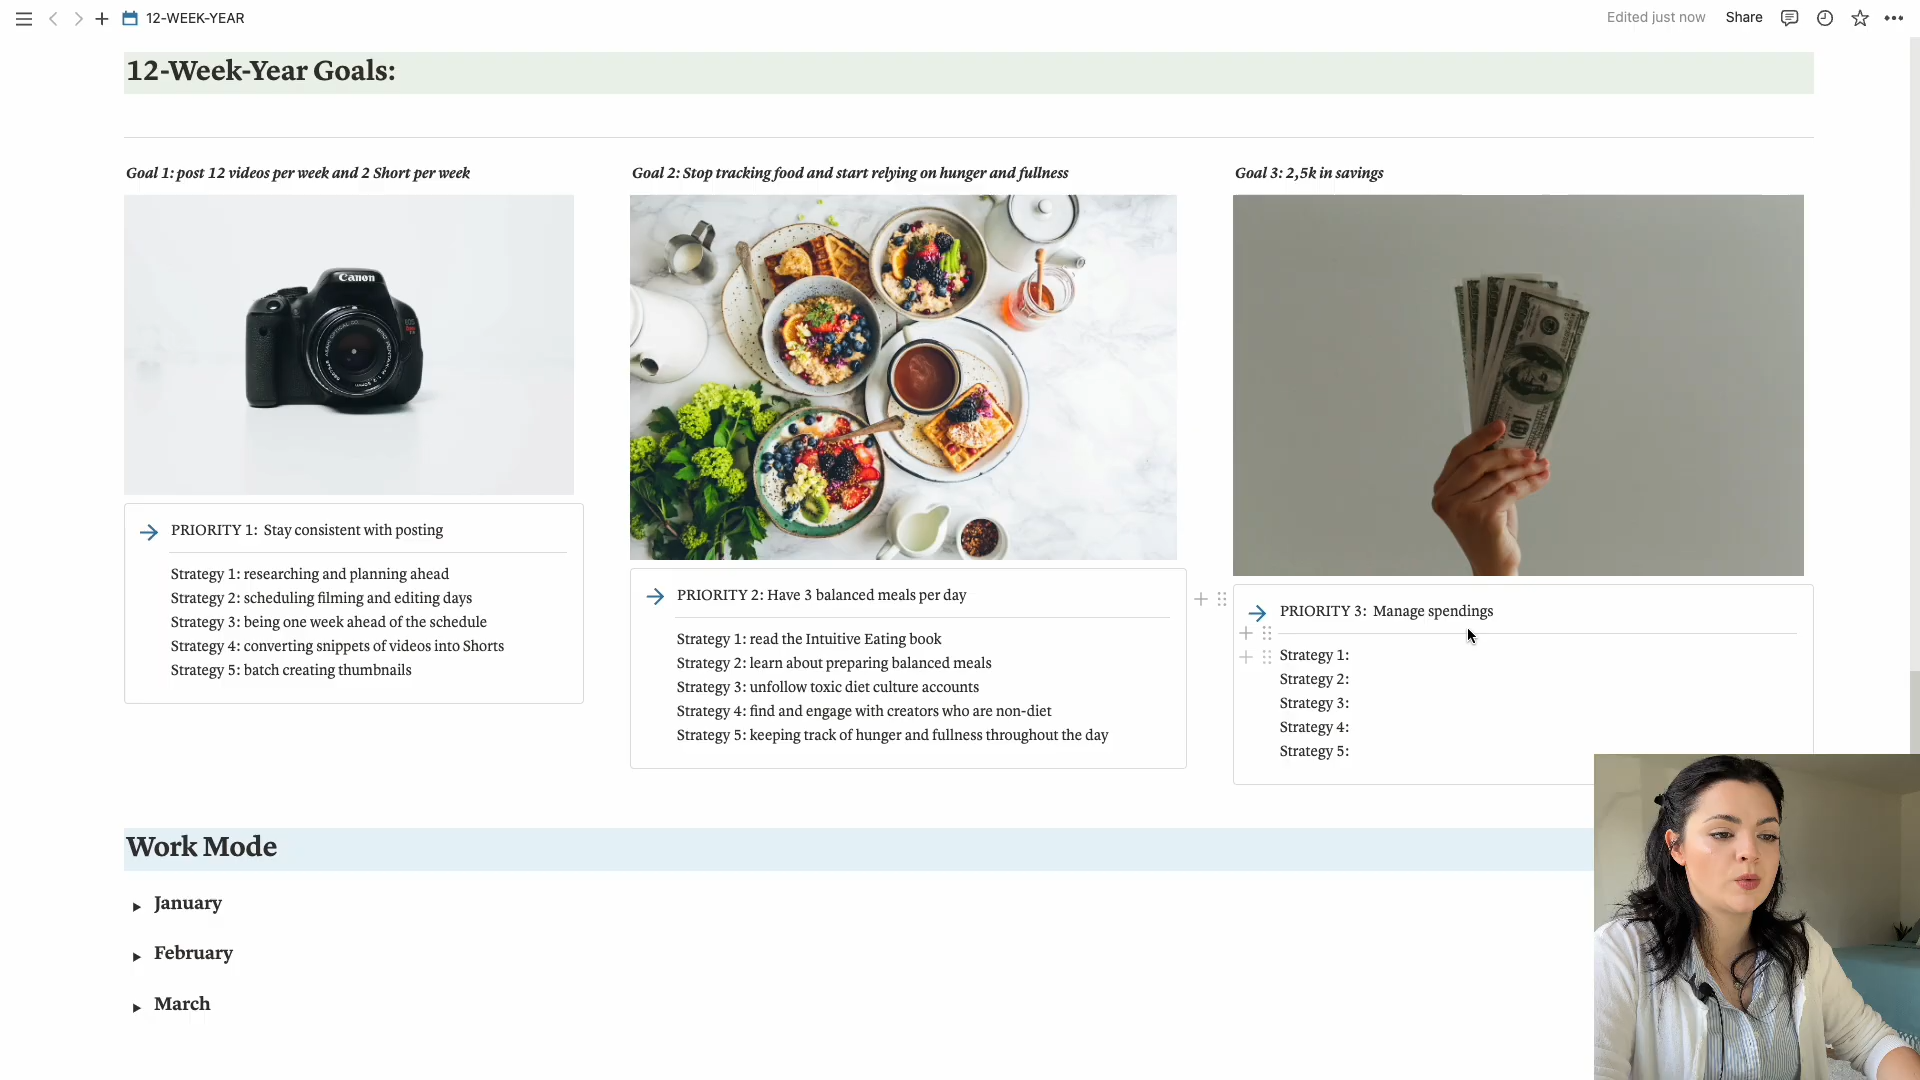 12-WEEK-YEAR
Edited just now
Share
12-Week-Year Goals:
Goal 1: post 12 videos per week and 2 Short per week
Canon
PRIORITY 1: Stay consistent with posting
Strategy 1: researching and planning ahead
Strategy 2: scheduling filming and editing days
Strategy 3: being one week ahead of the schedule
Strategy 4: converting snippets of videos into Shorts
Strategy 5: batch creating thumbnails
Goal 2: Stop tracking food and start relying on hunger and fullness
PRIORITY 2: Have 3 balanced meals per day
Strategy 1: read the Intuitive Eating book
Strategy 2: learn about preparing balanced meals
Strategy 3: unfollow toxic diet culture accounts
Strategy 4: find and engage with creators who are non-diet
Strategy 5: keeping track of hunger and fullness throughout the day
Goal 3: 2,5k in savings
PRIORITY 3: Manage spendings
Strategy 1:
Strategy 2:
Strategy 3:
Strategy 4:
Strategy 5:
Work Mode
January
February
March